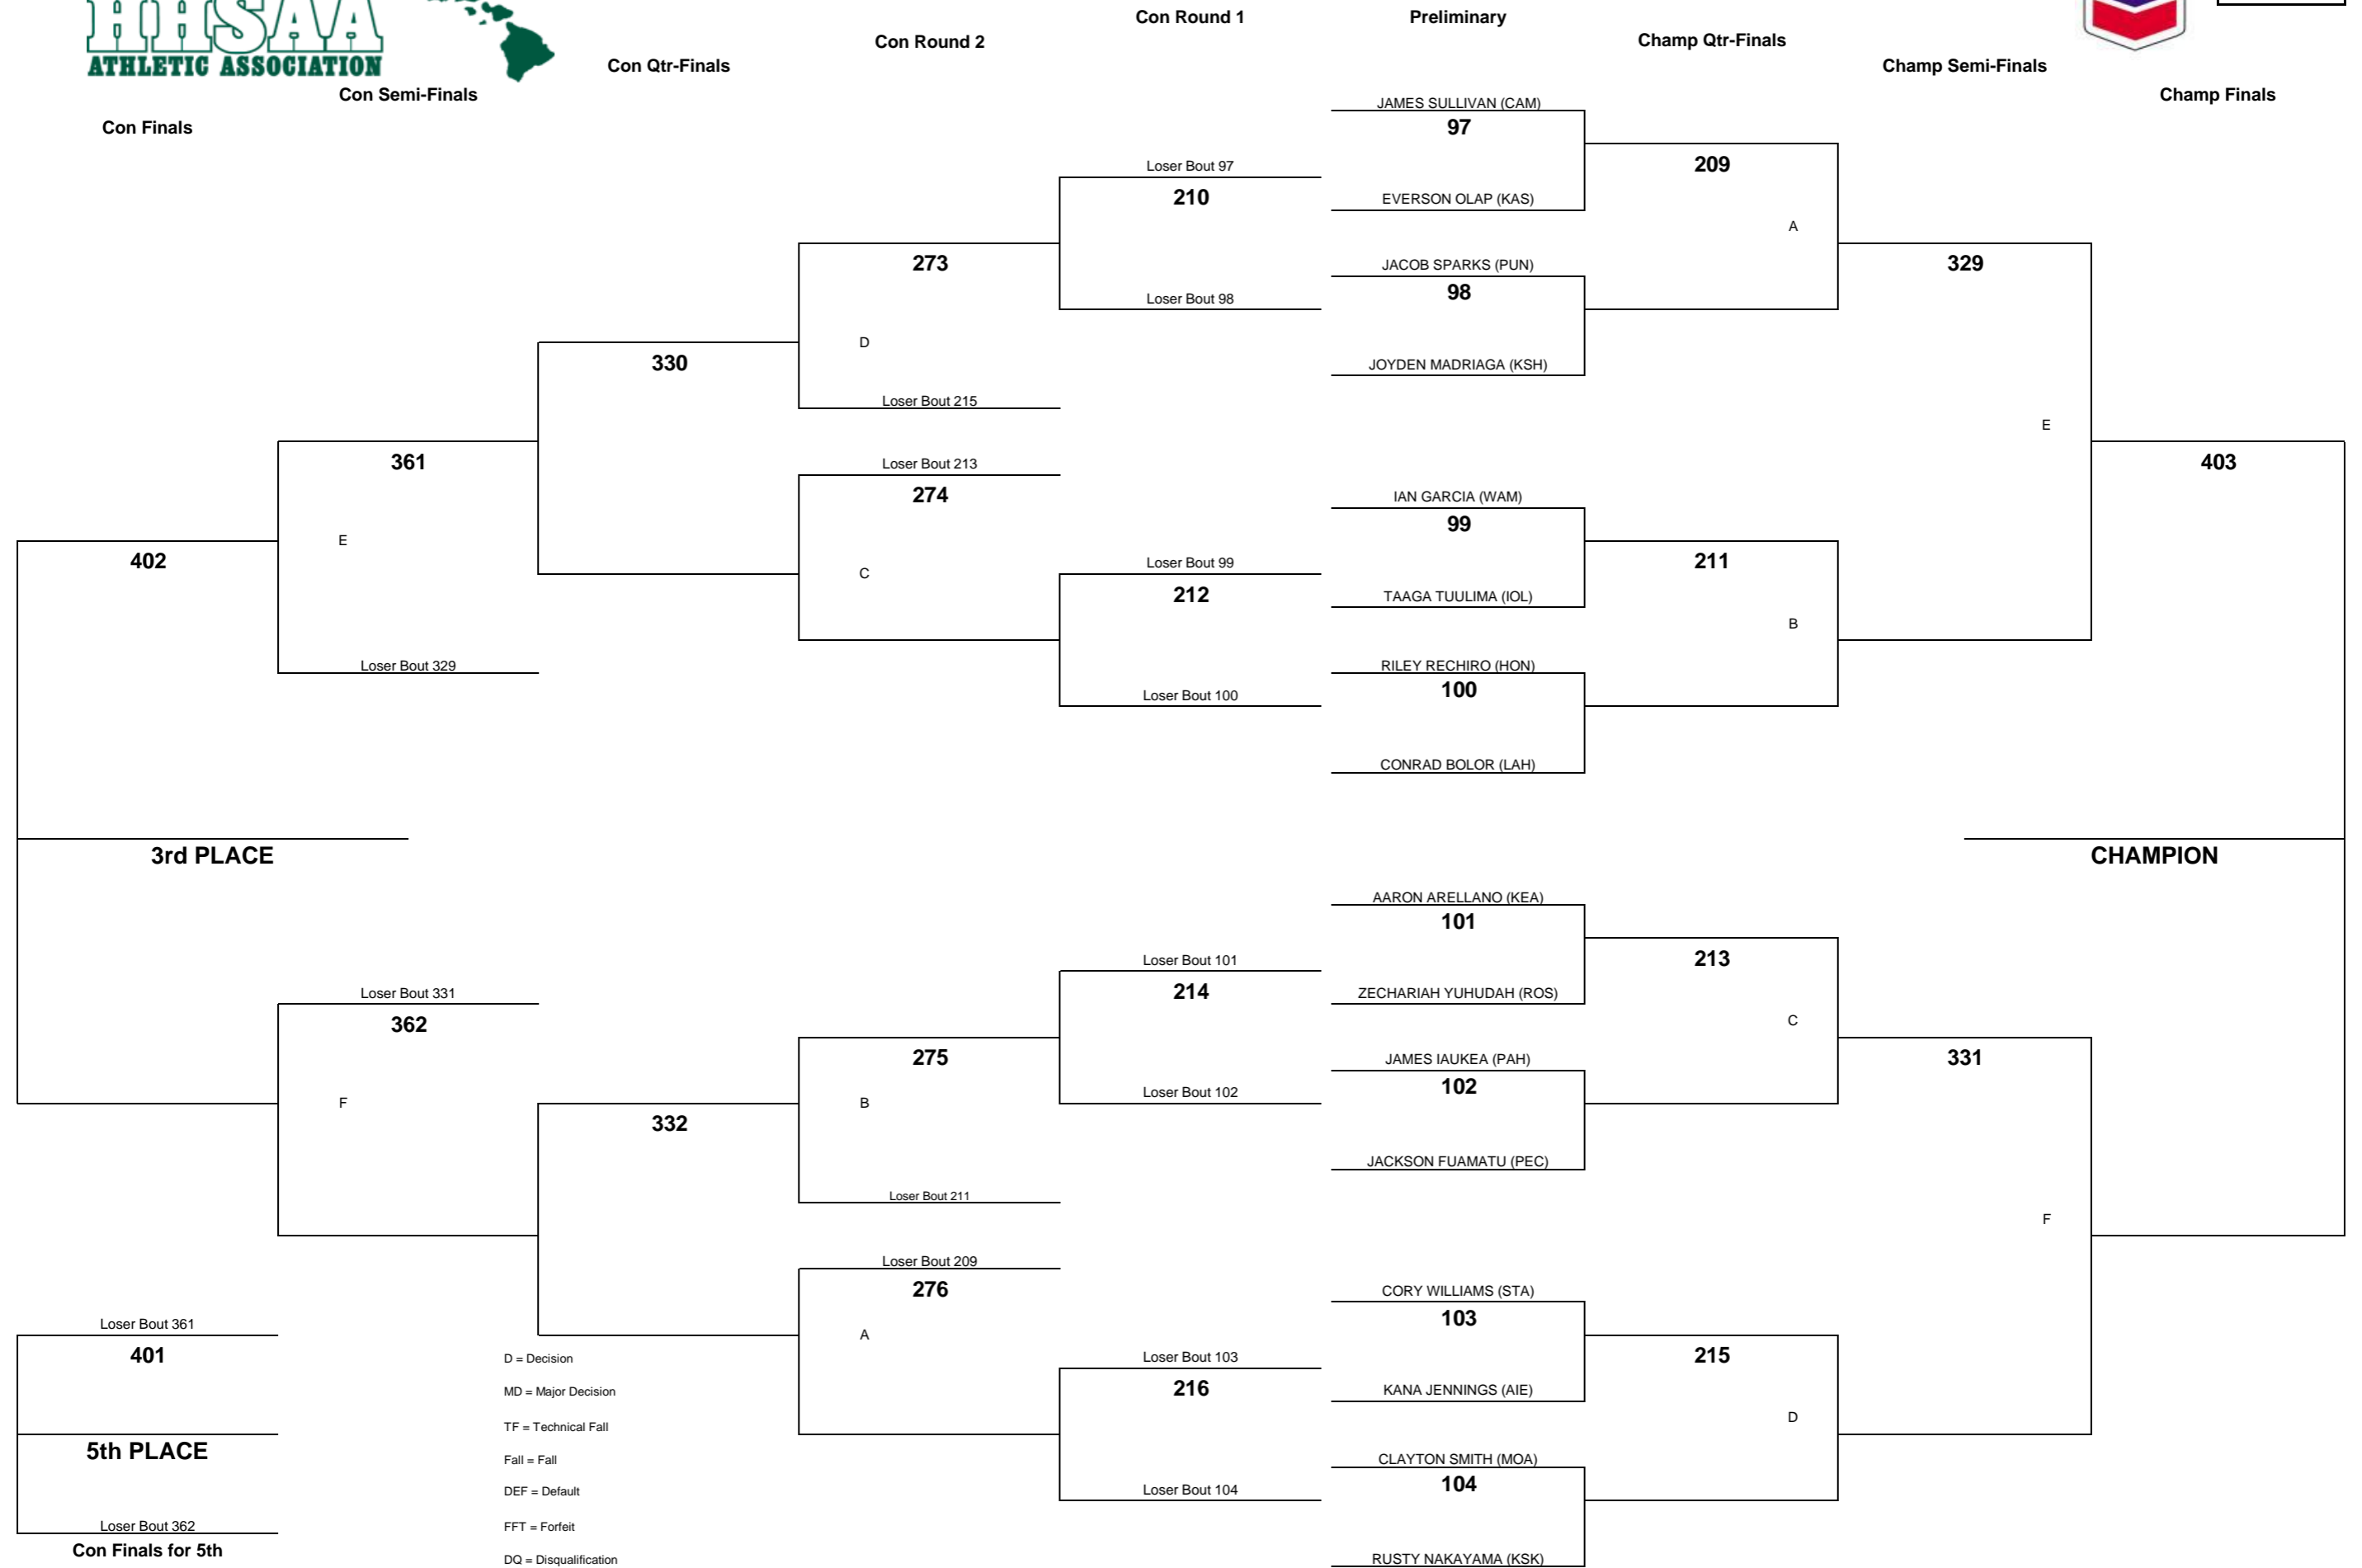 HHSAA
ATHLETIC ASSOCIATION
Con Finals
Con Semi-Finals
Con Qtr-Finals
Con Round 2
Con Round 1
Preliminary
Champ Qtr-Finals
Champ Semi-Finals
Champ Finals
JAMES SULLIVAN (CAM)
97
EVERSON OLAP (KAS)
JACOB SPARKS (PUN)
98
JOYDEN MADRIAGA (KSH)
IAN GARCIA (WAM)
99
TAAGA TUULIMA (IOL)
RILEY RECHIRO (HON)
100
CONRAD BOLOR (LAH)
AARON ARELLANO (KEA)
101
ZECHARIAH YUHUDAH (ROS)
JAMES IAUKEA (PAH)
102
JACKSON FUAMATU (PEC)
CORY WILLIAMS (STA)
103
KANA JENNINGS (AIE)
CLAYTON SMITH (MOA)
104
RUSTY NAKAYAMA (KSK)
209
A
211
B
213
C
215
D
329
E
331
F
403
CHAMPION
Loser Bout 97
210
Loser Bout 98
Loser Bout 99
212
Loser Bout 100
Loser Bout 101
214
Loser Bout 102
Loser Bout 103
216
Loser Bout 104
273
D
Loser Bout 215
Loser Bout 213
274
C
275
B
Loser Bout 211
Loser Bout 209
276
A
330
332
361
E
Loser Bout 329
Loser Bout 331
362
F
402
3rd PLACE
Loser Bout 361
401
5th PLACE
Loser Bout 362
Con Finals for 5th
D = Decision
MD = Major Decision
TF = Technical Fall
Fall = Fall
DEF = Default
FFT = Forfeit
DQ = Disqualification